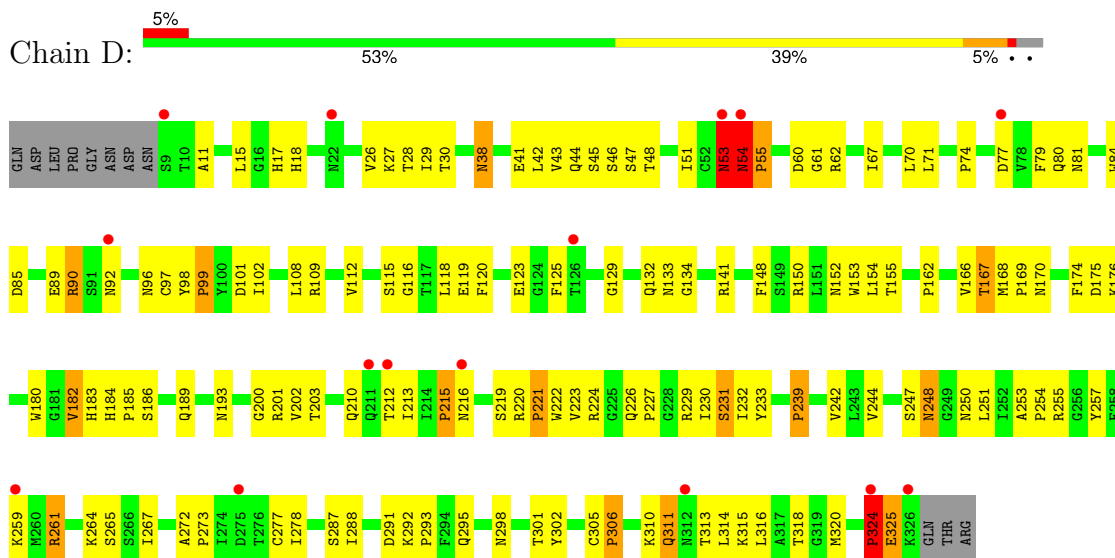 5%
Chain D:
53% 39% 5% • •
GLN ASP LEU PRO GLY ASN ASP ASN S9 T10 A11 L15 G16 H17 H18 N22 V26 K27 T28 I29 T30 N38 E41 L42 V43 Q44 S45 S46 S47 T48 I51 C52 N53 N54 P55 D60 G61 R62 I67 L70 L71 P74 D77 V78 F79 Q80 N81 W84
D85 E89 R90 S91 N92 N96 C97 Y98 P99 Y100 D101 I102 L108 R109 V112 S115 G116 T117 L118 E119 F120 E123 G124 F125 T126 G129 Q132 N133 G134 R141 F148 S149 R150 L151 N152 W153 L154 T155 P162 V166 T167 M168 P169 N170 F174 D175 K176
W180 G181 V182 H183 H184 P185 S186 Q189 N193 G200 R201 V202 T203 Q210 Q211 T212 I213 I214 P215 N216 S219 R220 P221 W222 V223 R224 G225 Q226 P227 G228 R229 I230 S231 I232 Y233 P239 V242 L243 V244 S247 N248 G249 N250 L251 I252 A253 P254 R255 G256 Y257 F258
K259 M260 R261 K264 S265 S266 I267 A272 P273 I274 D275 T276 C277 I278 S287 I288 D291 K292 P293 F294 Q295 N298 T301 Y302 C305 P306 K310 Q311 N312 T313 L314 K315 L316 A317 T318 G319 M320 P324 E325 K326 GLN THR ARG